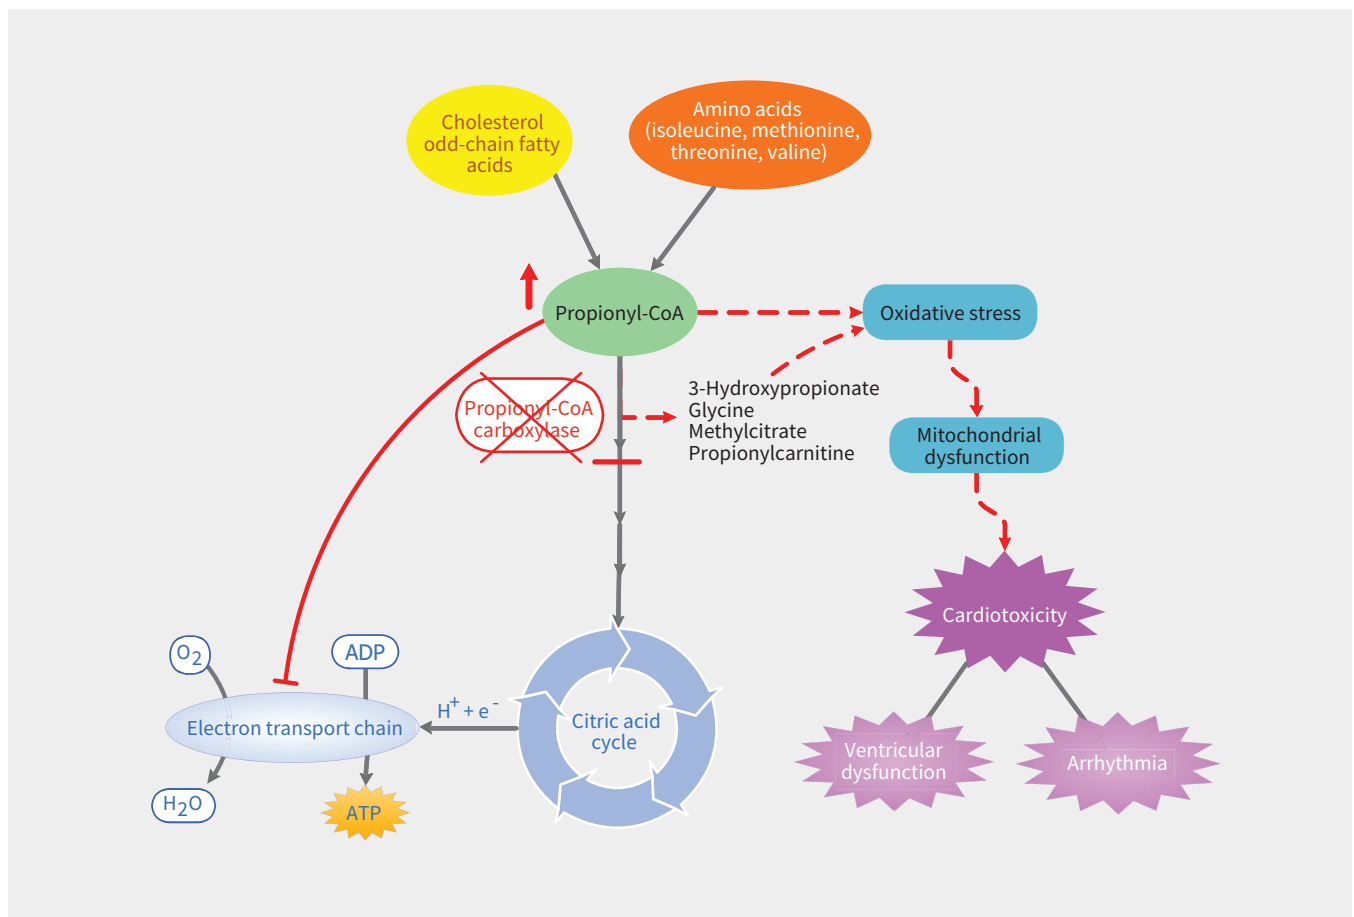 Cholesterol
odd-chain fatty
acids
Amino acids
(isoleucine, methionine,
threonine, valine)
Propionyl-CoA
Oxidative stress
Propionyl-CoA
carboxylase
3-Hydroxypropionate
Glycine
Methylcitrate
Propionylcarnitine
Mitochondrial
dysfunction
Cardiotoxicity
O2
ADP
H+ + e-
Electron transport chain
Citric acid
cycle
Ventricular
dysfunction
Arrhythmia
H2O
ATP